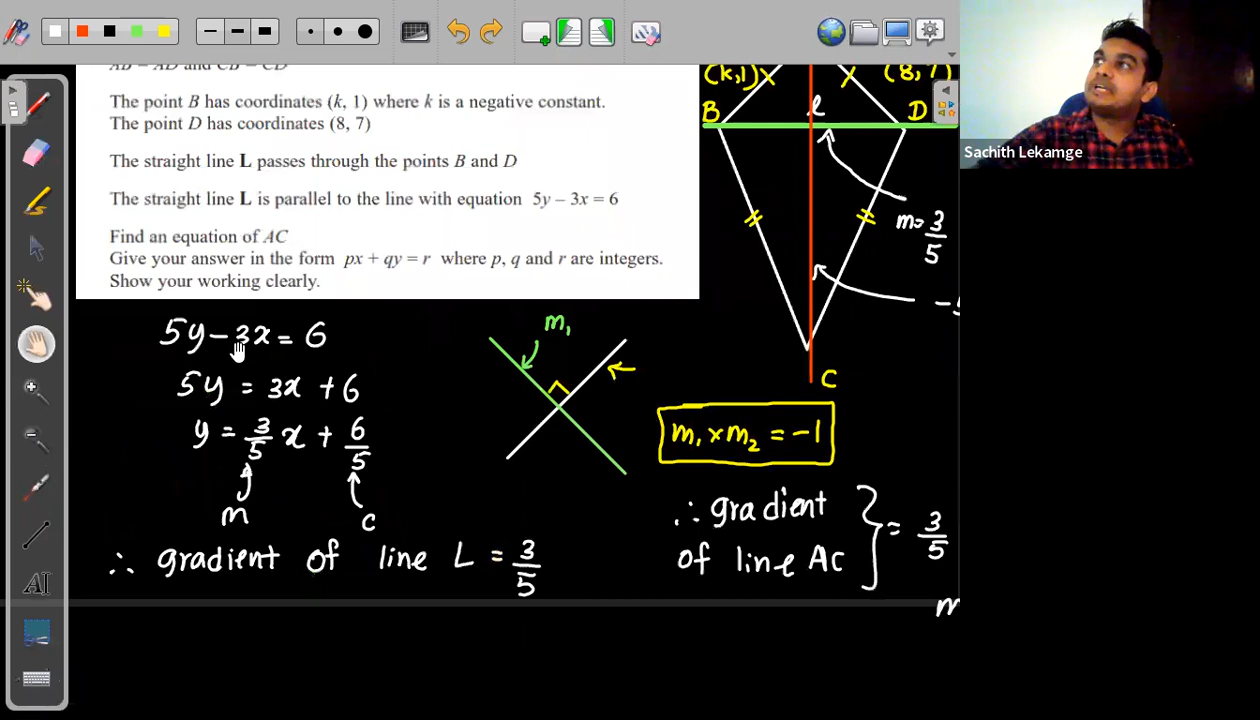 AB = AD and CB = CD
The point B has coordinates (k, 1) where k is a negative constant.
The point D has coordinates (8, 7)
The straight line L passes through the points B and D
The straight line L is parallel to the line with equation 5y – 3x = 6
Find an equation of AC
Give your answer in the form px + qy = r where p, q and r are integers.
Show your working clearly.
(k,1)
(8, 7)
B
l
D
m = 3/5
C
Sachith Lekamge
5y - 3x = 6
5y = 3x + 6
y = 3/5 x + 6/5
m
c
∴ gradient of line L = 3/5
m₁
m₁ × m₂ = -1
∴ gradient
of line AC } = 3/5
AI